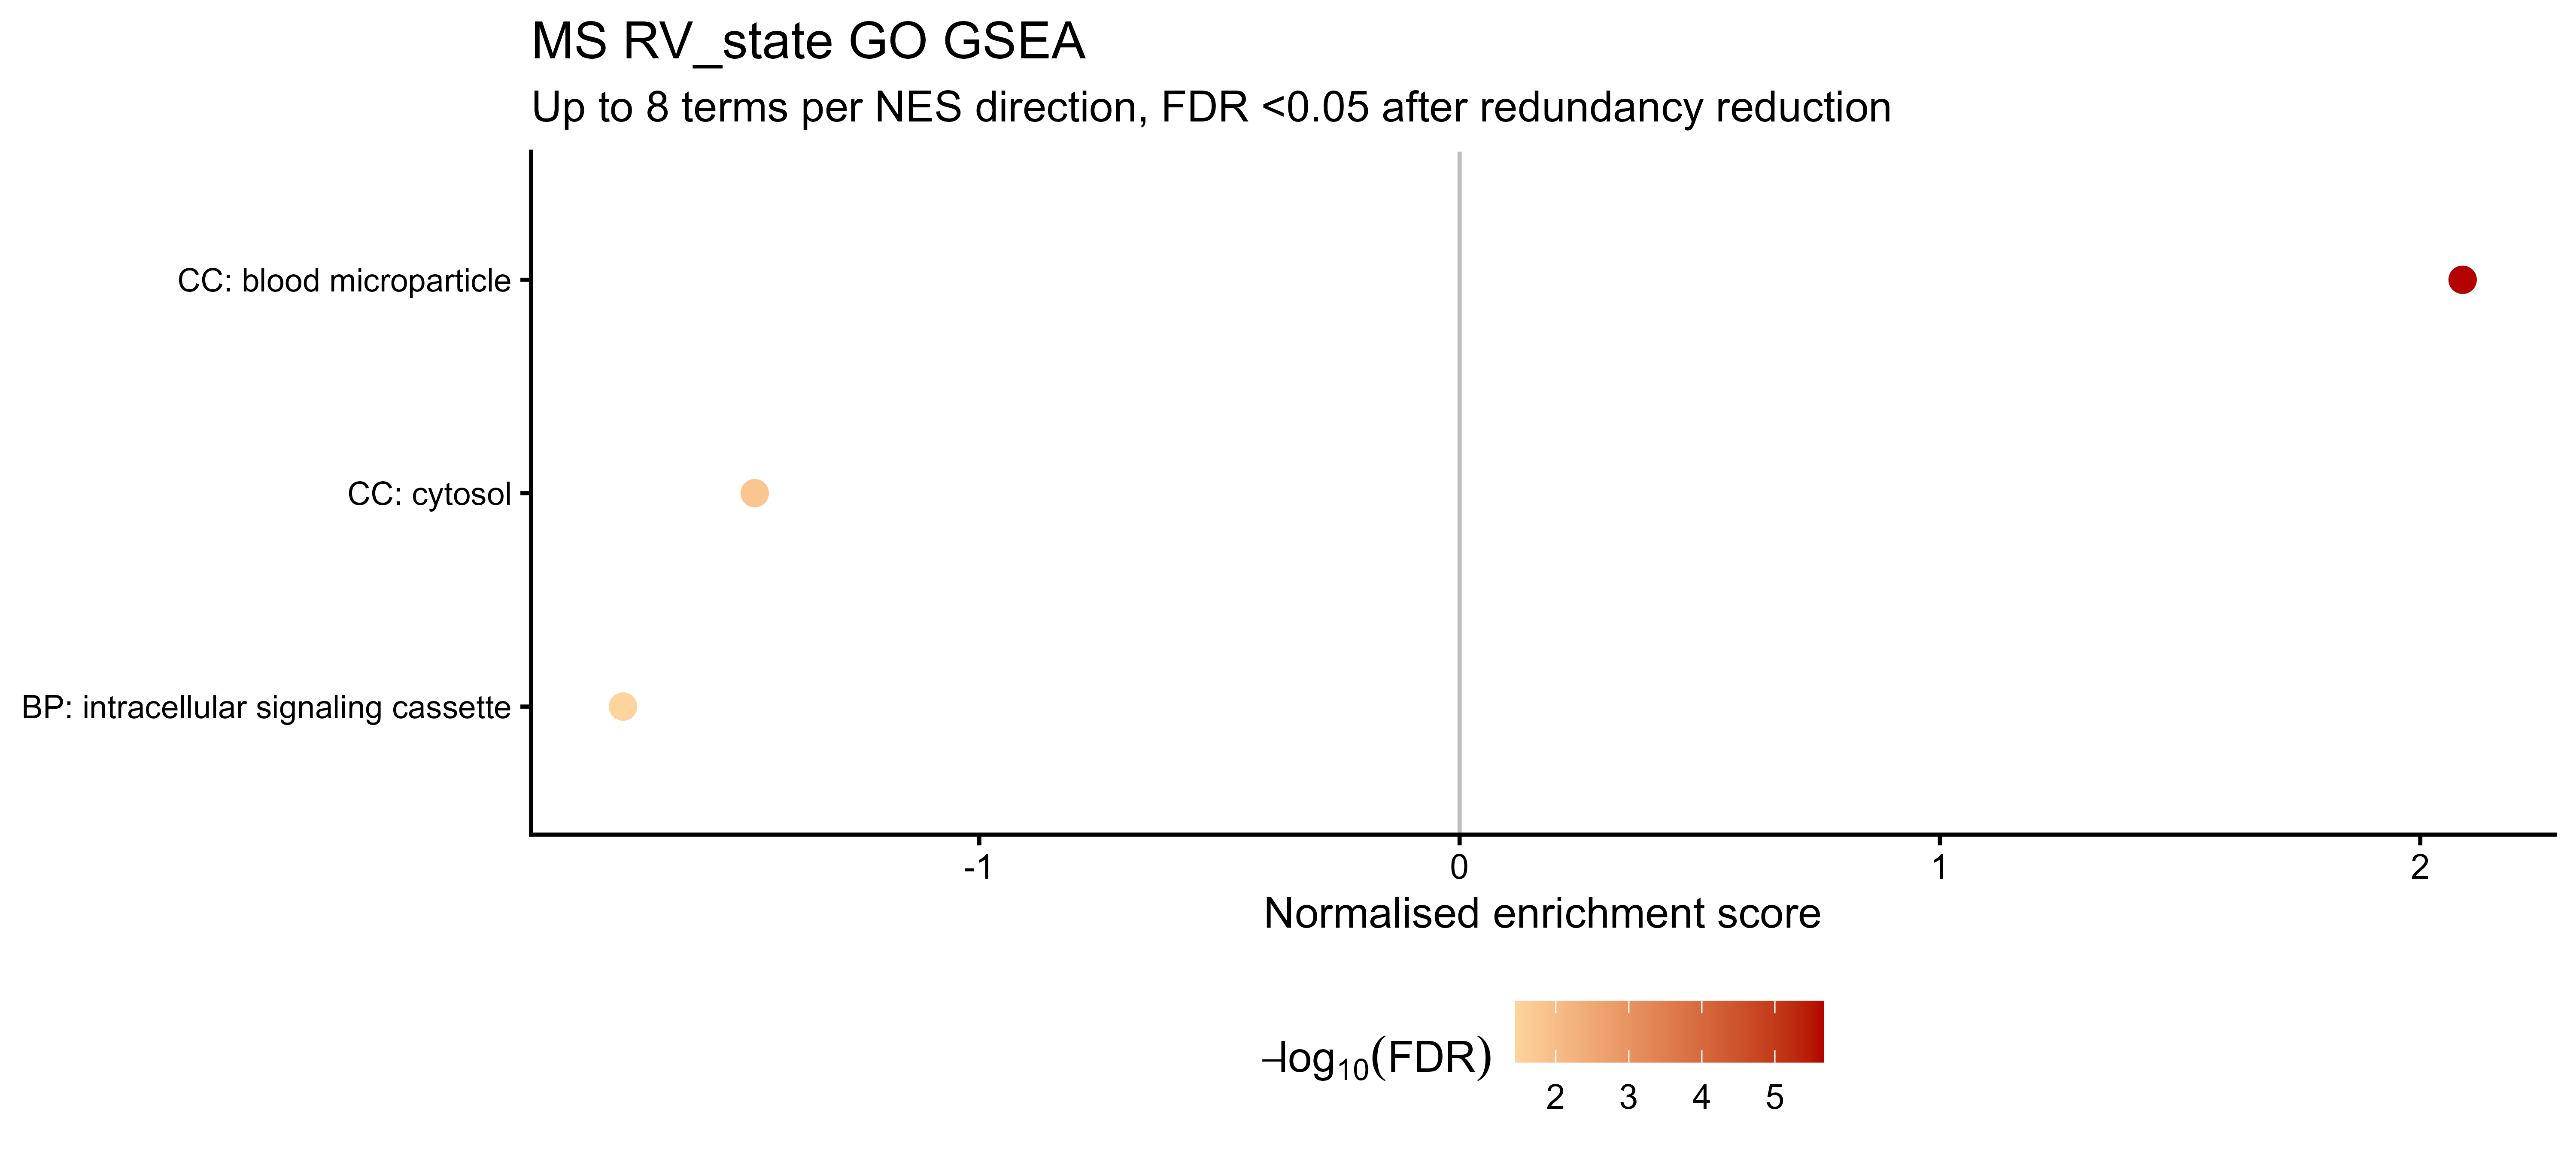 MS RV_state GO GSEA
Up to 8 terms per NES direction, FDR <0.05 after redundancy reduction
CC: blood microparticle
CC: cytosol
BP: intracellular signaling cassette
-1 0 1 2
Normalised enrichment score
−log₁₀(FDR)
2 3 4 5